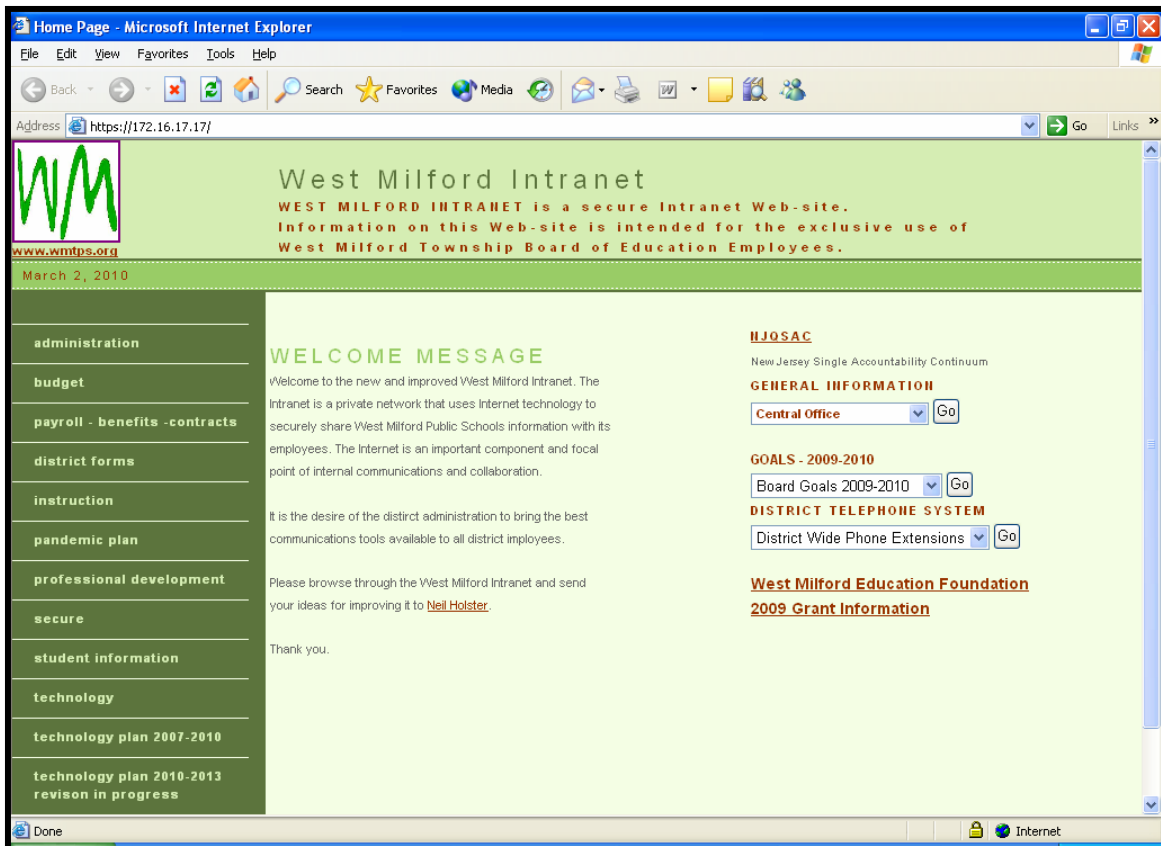 Home Page - Microsoft Internet Explorer
File Edit View Favorites Tools Help
Back Search Favorites Media
Address https://172.16.17.17/ Go Links »
WM
www.wmtps.org
West Milford Intranet
WEST MILFORD INTRANET is a secure Intranet Web-site.
Information on this Web-site is intended for the exclusive use of
West Milford Township Board of Education Employees.
March 2, 2010
administration
budget
payroll - benefits -contracts
district forms
instruction
pandemic plan
professional development
secure
student information
technology
technology plan 2007-2010
technology plan 2010-2013
revison in progress
WELCOME MESSAGE
Welcome to the new and improved West Milford Intranet. The
Intranet is a private network that uses Internet technology to
securely share West Milford Public Schools information with its
employees. The Internet is an important component and focal
point of internal communications and collaboration.
It is the desire of the distirct administration to bring the best
communications tools available to all district imployees.
Please browse through the West Milford Intranet and send
your ideas for improving it to Neil Holster.
Thank you.
NJQSAC
New Jersey Single Accountability Continuum
GENERAL INFORMATION
Central Office Go
GOALS - 2009-2010
Board Goals 2009-2010 Go
DISTRICT TELEPHONE SYSTEM
District Wide Phone Extensions Go
West Milford Education Foundation
2009 Grant Information
Done Internet